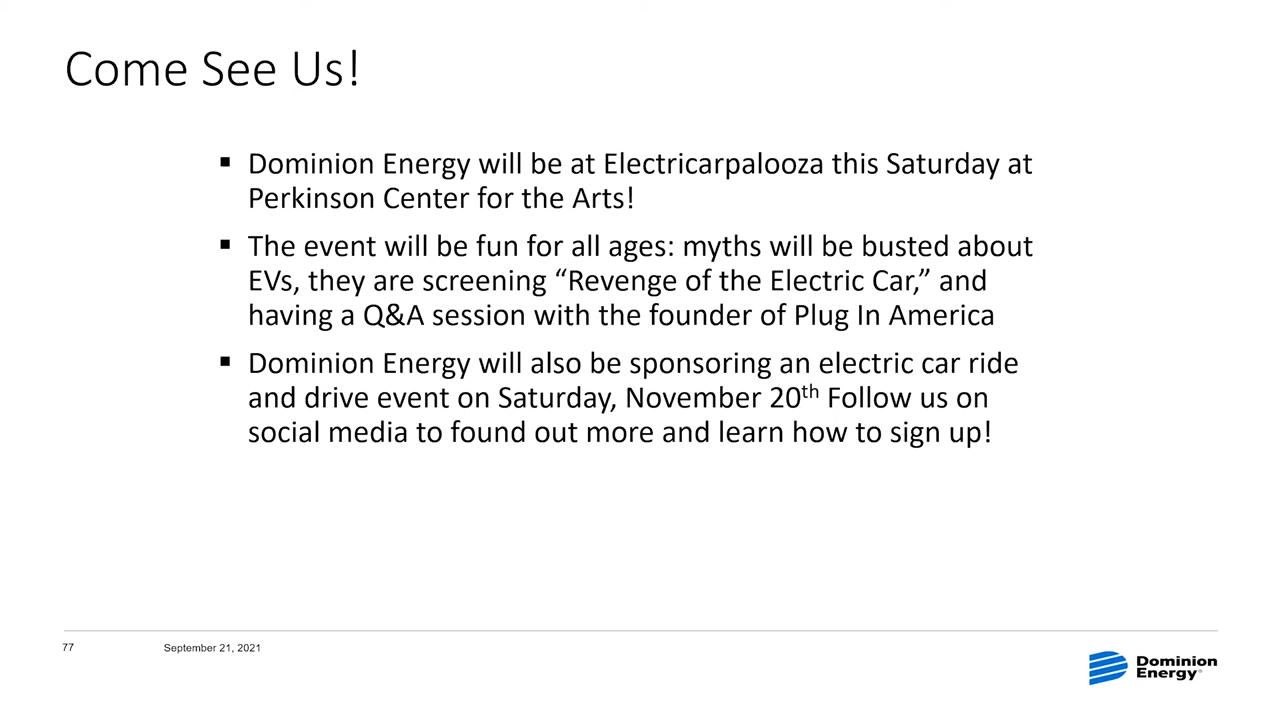 Come See Us!
▪ Dominion Energy will be at Electricarpalooza this Saturday at
Perkinson Center for the Arts!
▪ The event will be fun for all ages: myths will be busted about
EVs, they are screening “Revenge of the Electric Car,” and
having a Q&A session with the founder of Plug In America
▪ Dominion Energy will also be sponsoring an electric car ride
and drive event on Saturday, November 20th Follow us on
social media to found out more and learn how to sign up!
77
September 21, 2021
Dominion
Energy®